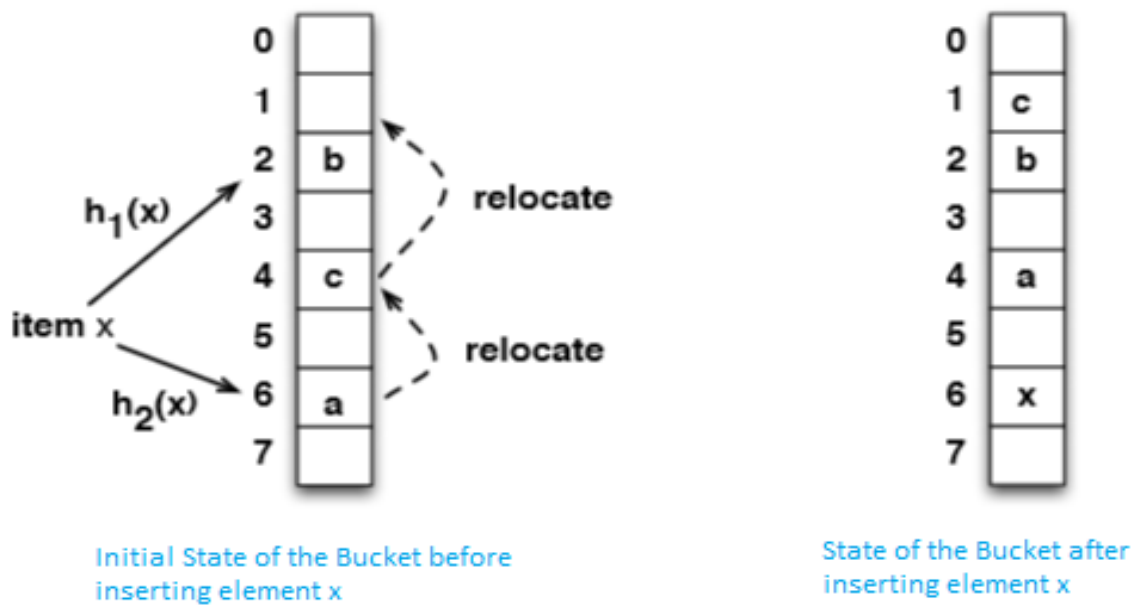 0
1
2 b
3
4 c
5
6 a
7
h1(x)
item x
h2(x)
relocate
relocate
Initial State of the Bucket before
inserting element x
0
1 c
2 b
3
4 a
5
6 x
7
State of the Bucket after
inserting element x